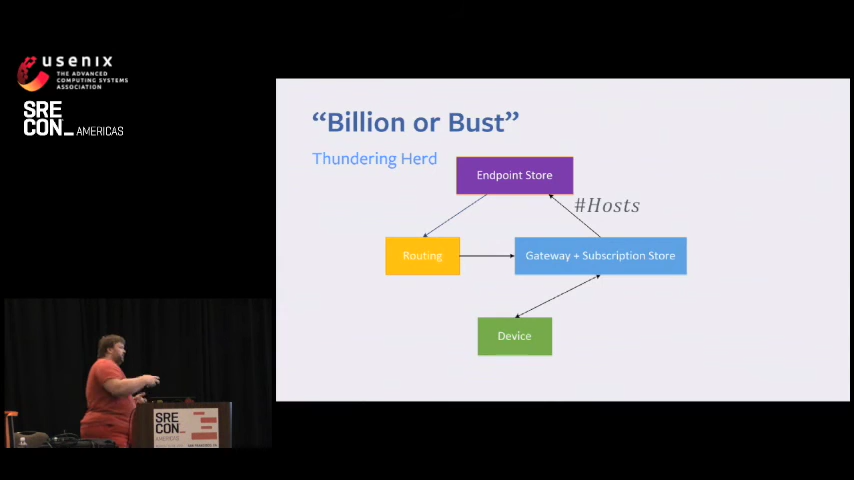 usenix
THE ADVANCED
COMPUTING SYSTEMS
ASSOCIATION
SRE
CON_ AMERICAS
“Billion or Bust”
Thundering Herd
Endpoint Store
#Hosts
Routing
Gateway + Subscription Store
Device
SRE
CON_
AMERICAS